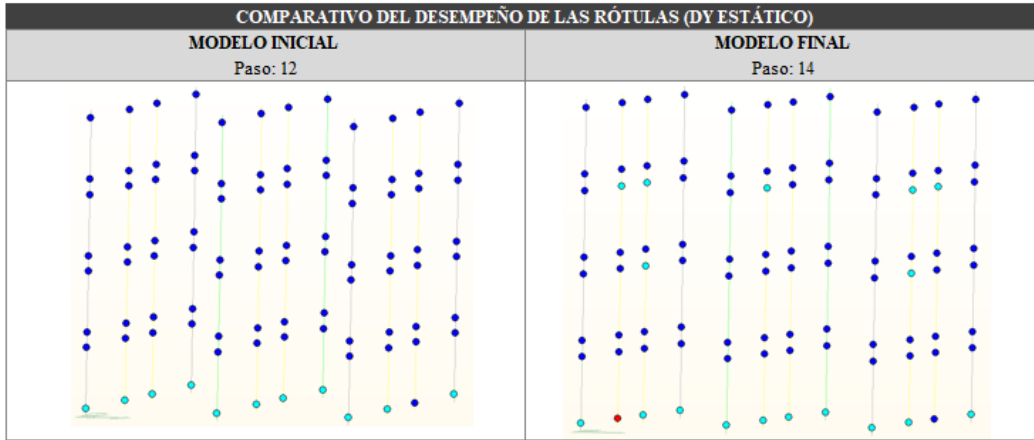 COMPARATIVO DEL DESEMPEÑO DE LAS RÓTULAS (DY ESTÁTICO)
MODELO INICIAL
Paso: 12
MODELO FINAL
Paso: 14